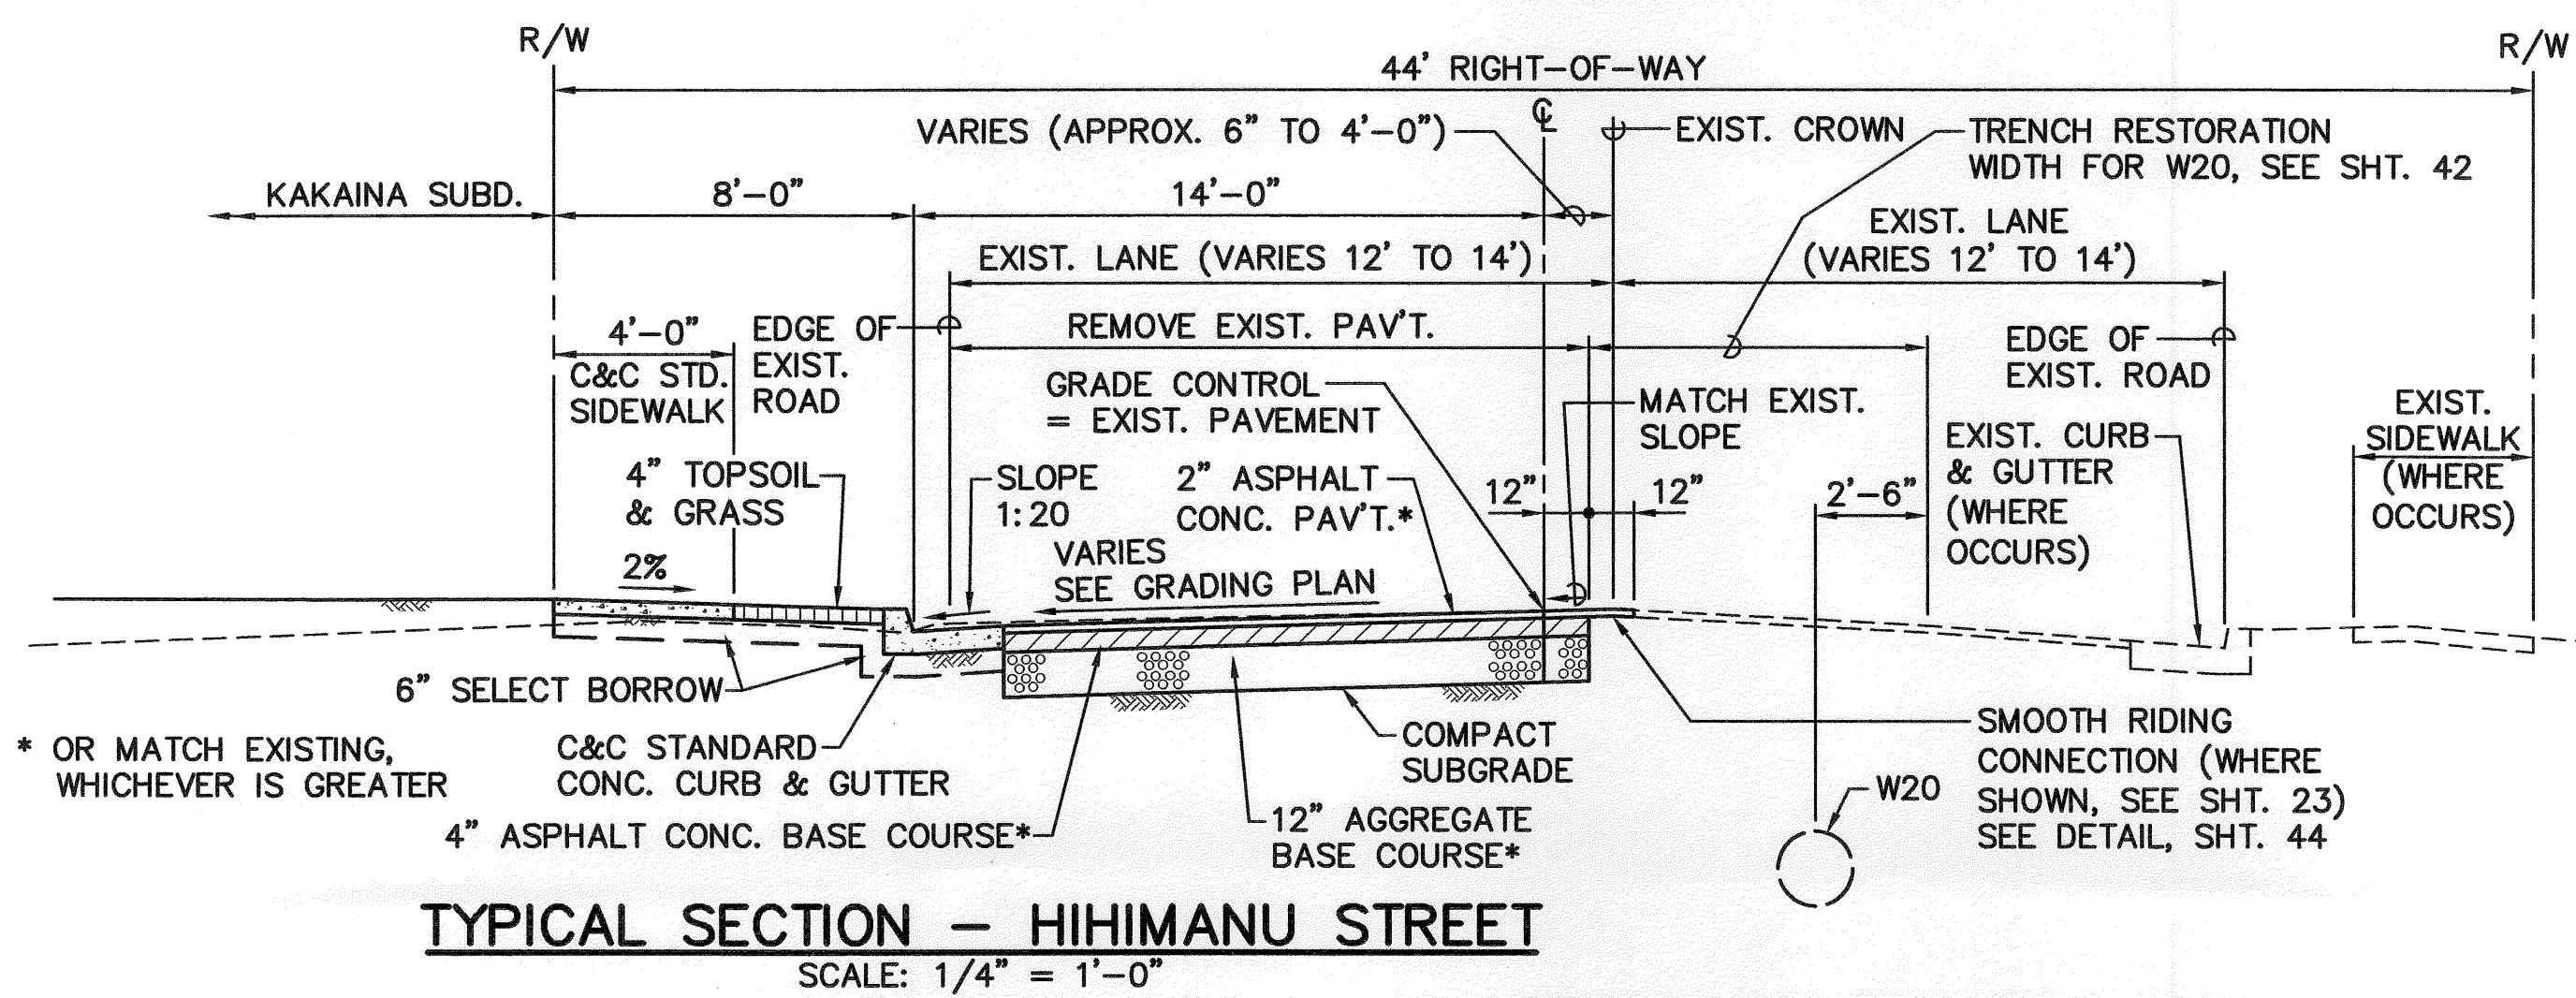 R/W
R/W
44' RIGHT-OF-WAY
VARIES (APPROX. 6" TO 4'-0")
℄
EXIST. CROWN
TRENCH RESTORATION
WIDTH FOR W20, SEE SHT. 42
KAKAINA SUBD.
8'-0"
14'-0"
EXIST. LANE (VARIES 12' TO 14')
EXIST. LANE
(VARIES 12' TO 14')
4'-0"
C&C STD.
SIDEWALK
EDGE OF
EXIST.
ROAD
REMOVE EXIST. PAV'T.
EDGE OF
EXIST. ROAD
GRADE CONTROL
= EXIST. PAVEMENT
MATCH EXIST.
SLOPE
EXIST. CURB
& GUTTER
(WHERE
OCCURS)
EXIST.
SIDEWALK
(WHERE
OCCURS)
4" TOPSOIL
& GRASS
SLOPE
1:20
2" ASPHALT
CONC. PAV'T.*
12"
12"
2'-6"
VARIES
SEE GRADING PLAN
2%
6" SELECT BORROW
* OR MATCH EXISTING,
WHICHEVER IS GREATER
C&C STANDARD
CONC. CURB & GUTTER
COMPACT
SUBGRADE
SMOOTH RIDING
CONNECTION (WHERE
SHOWN, SEE SHT. 23)
SEE DETAIL, SHT. 44
W20
4" ASPHALT CONC. BASE COURSE*
12" AGGREGATE
BASE COURSE*
TYPICAL SECTION - HIHIMANU STREET
SCALE: 1/4" = 1'-0"